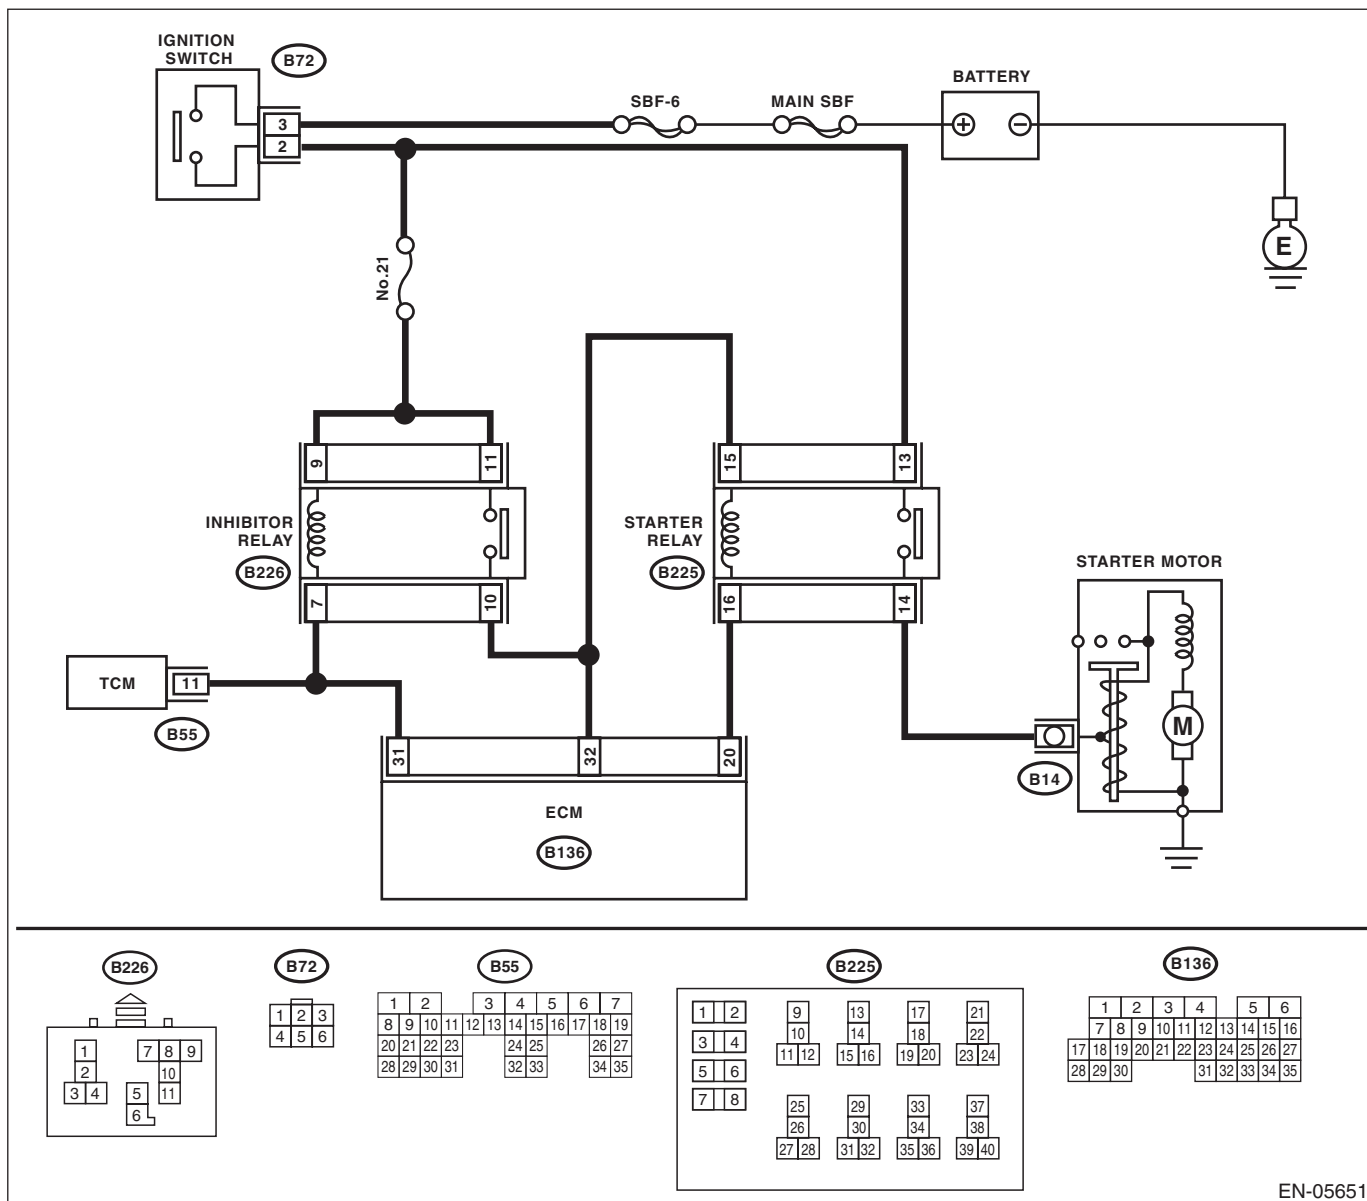 IGNITION
SWITCH
B72
3
2
SBF-6
MAIN SBF
BATTERY
E
No.21
9
11
15
13
INHIBITOR
RELAY
B226
STARTER
RELAY
B225
7
10
16
14
STARTER MOTOR
M
B14
TCM
11
B55
31
32
20
ECM
B136
B226
1
7 8 9
2
10
3 4
5
11
6
B72
1 2 3
4 5 6
B55
1 2 3 4 5 6 7
8 9 10 11 12 13 14 15 16 17 18 19
20 21 22 23 24 25 26 27
28 29 30 31 32 33 34 35
B225
1 2
3 4
5 6
7 8
9
10
11 12
13
14
15 16
17
18
19 20
21
22
23 24
25
26
27 28
29
30
31 32
33
34
35 36
37
38
39 40
B136
1 2 3 4 5 6
7 8 9 10 11 12 13 14 15 16
17 18 19 20 21 22 23 24 25 26 27
28 29 30 31 32 33 34 35
EN-05651